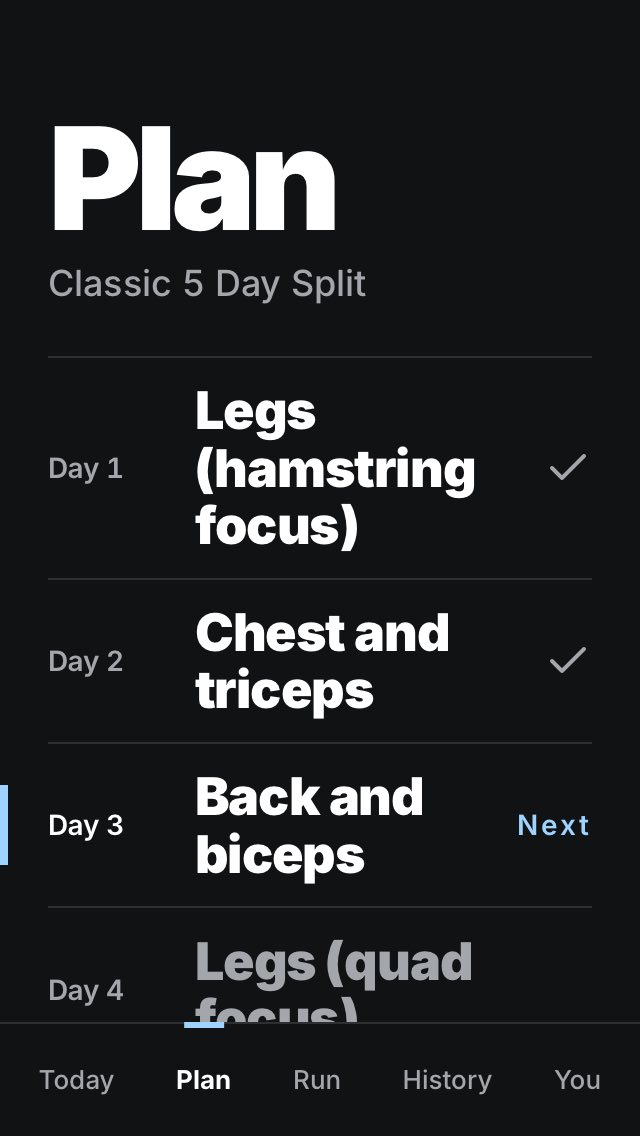 Plan
Classic 5 Day Split
Day 1
Legs
(hamstring
focus)
Day 2
Chest and
triceps
Day 3
Back and
biceps
Next
Day 4
Legs (quad
focus)
Today
Plan
Run
History
You